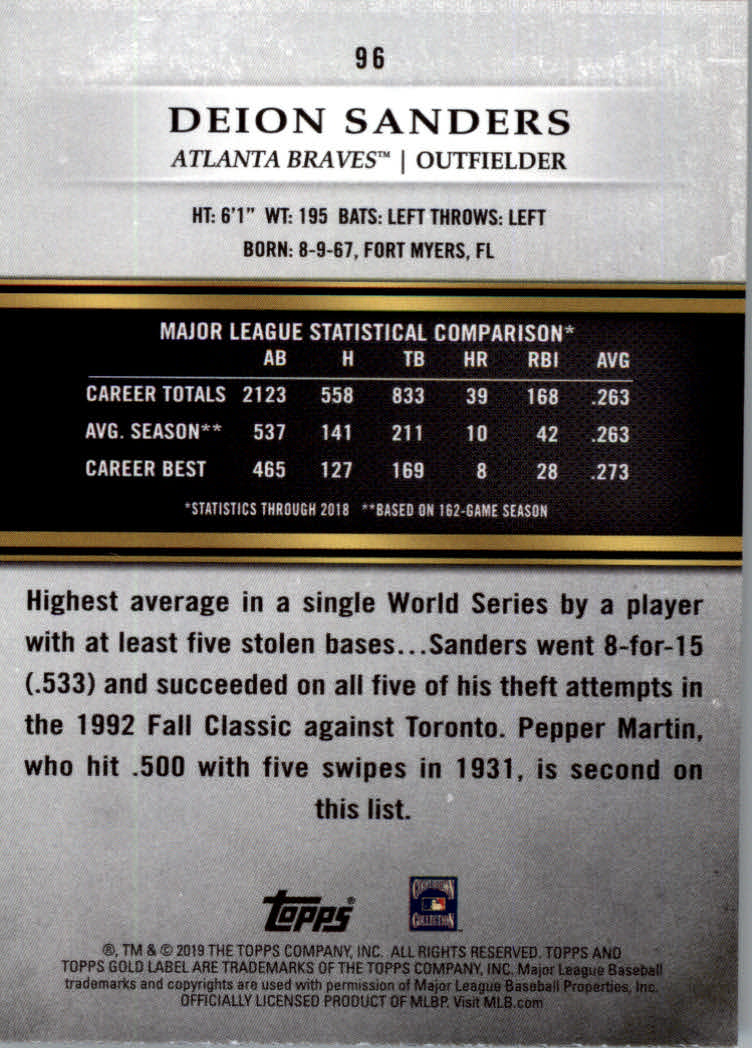 96
DEION SANDERS
ATLANTA BRAVES™ | OUTFIELDER
HT: 6'1" WT: 195 BATS: LEFT THROWS: LEFT
BORN: 8-9-67, FORT MYERS, FL
MAJOR LEAGUE STATISTICAL COMPARISON*
AB H TB HR RBI AVG
CAREER TOTALS 2123 558 833 39 168 .263
AVG. SEASON** 537 141 211 10 42 .263
CAREER BEST 465 127 169 8 28 .273
*STATISTICS THROUGH 2018 **BASED ON 162-GAME SEASON
Highest average in a single World Series by a player
with at least five stolen bases...Sanders went 8-for-15
(.533) and succeeded on all five of his theft attempts in
the 1992 Fall Classic against Toronto. Pepper Martin,
who hit .500 with five swipes in 1931, is second on
this list.
topps®
COOPERSTOWN
COLLECTION
®, TM & © 2019 THE TOPPS COMPANY, INC. ALL RIGHTS RESERVED. TOPPS AND
TOPPS GOLD LABEL ARE TRADEMARKS OF THE TOPPS COMPANY, INC. Major League Baseball
trademarks and copyrights are used with permission of Major League Baseball Properties, Inc.
OFFICIALLY LICENSED PRODUCT OF MLBP. Visit MLB.com